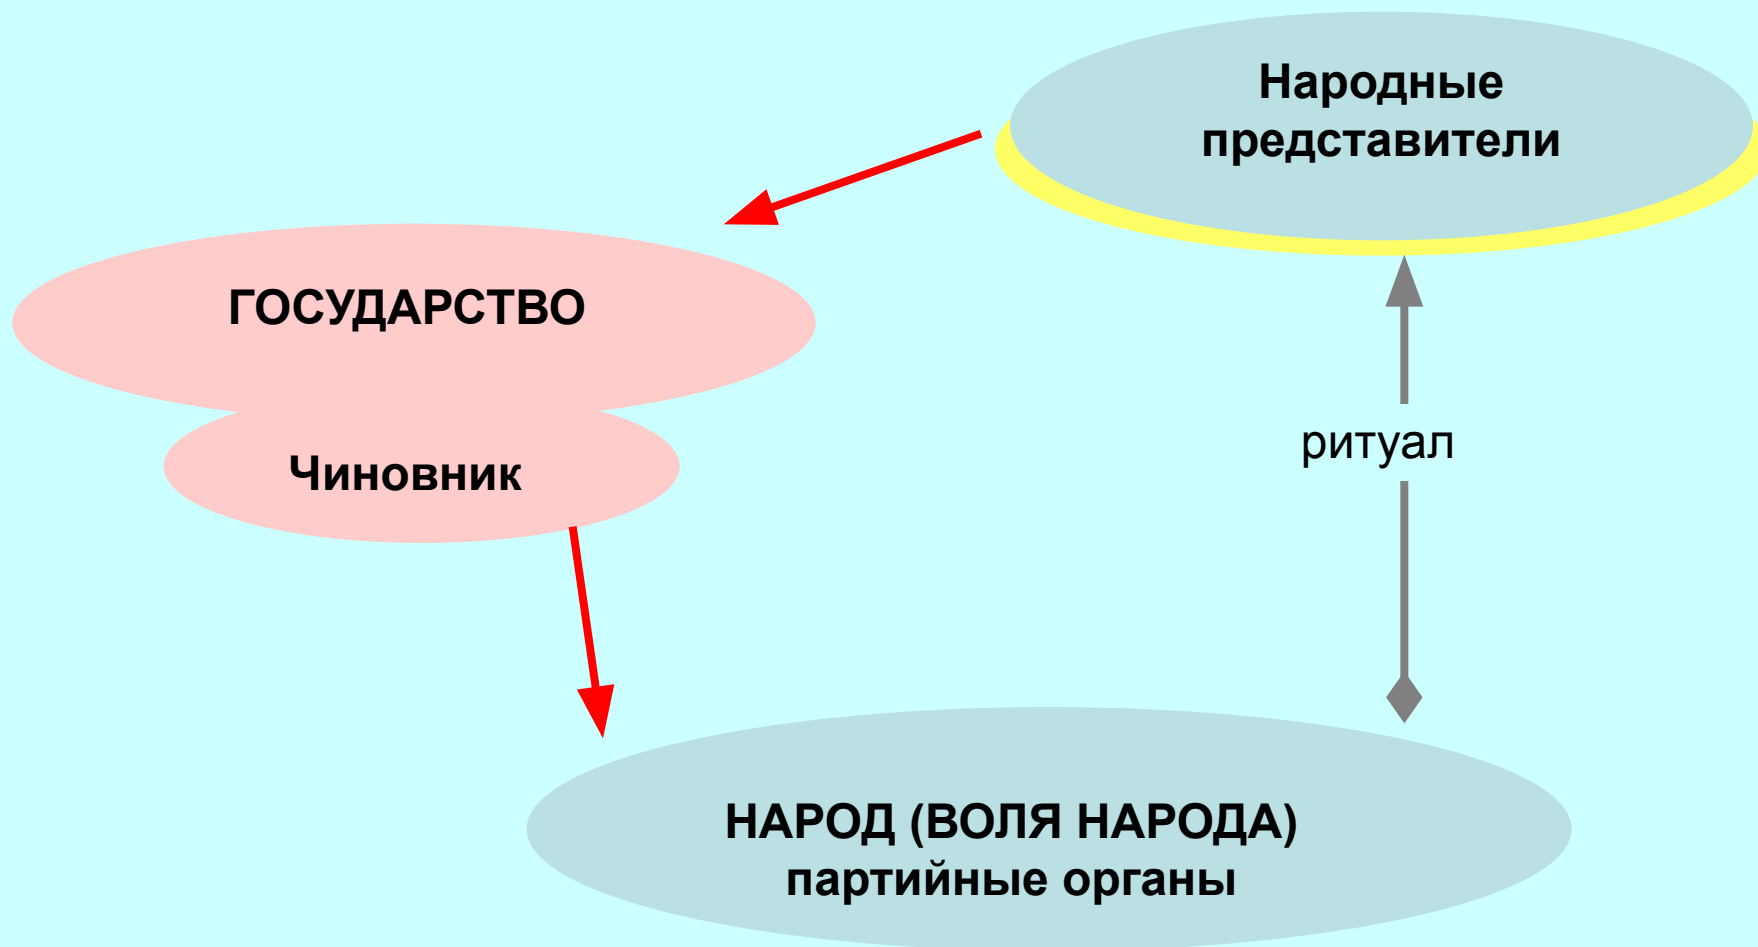 Народные
представители
ГОСУДАРСТВО
Чиновник
ритуал
НАРОД (ВОЛЯ НАРОДА)
партийные органы